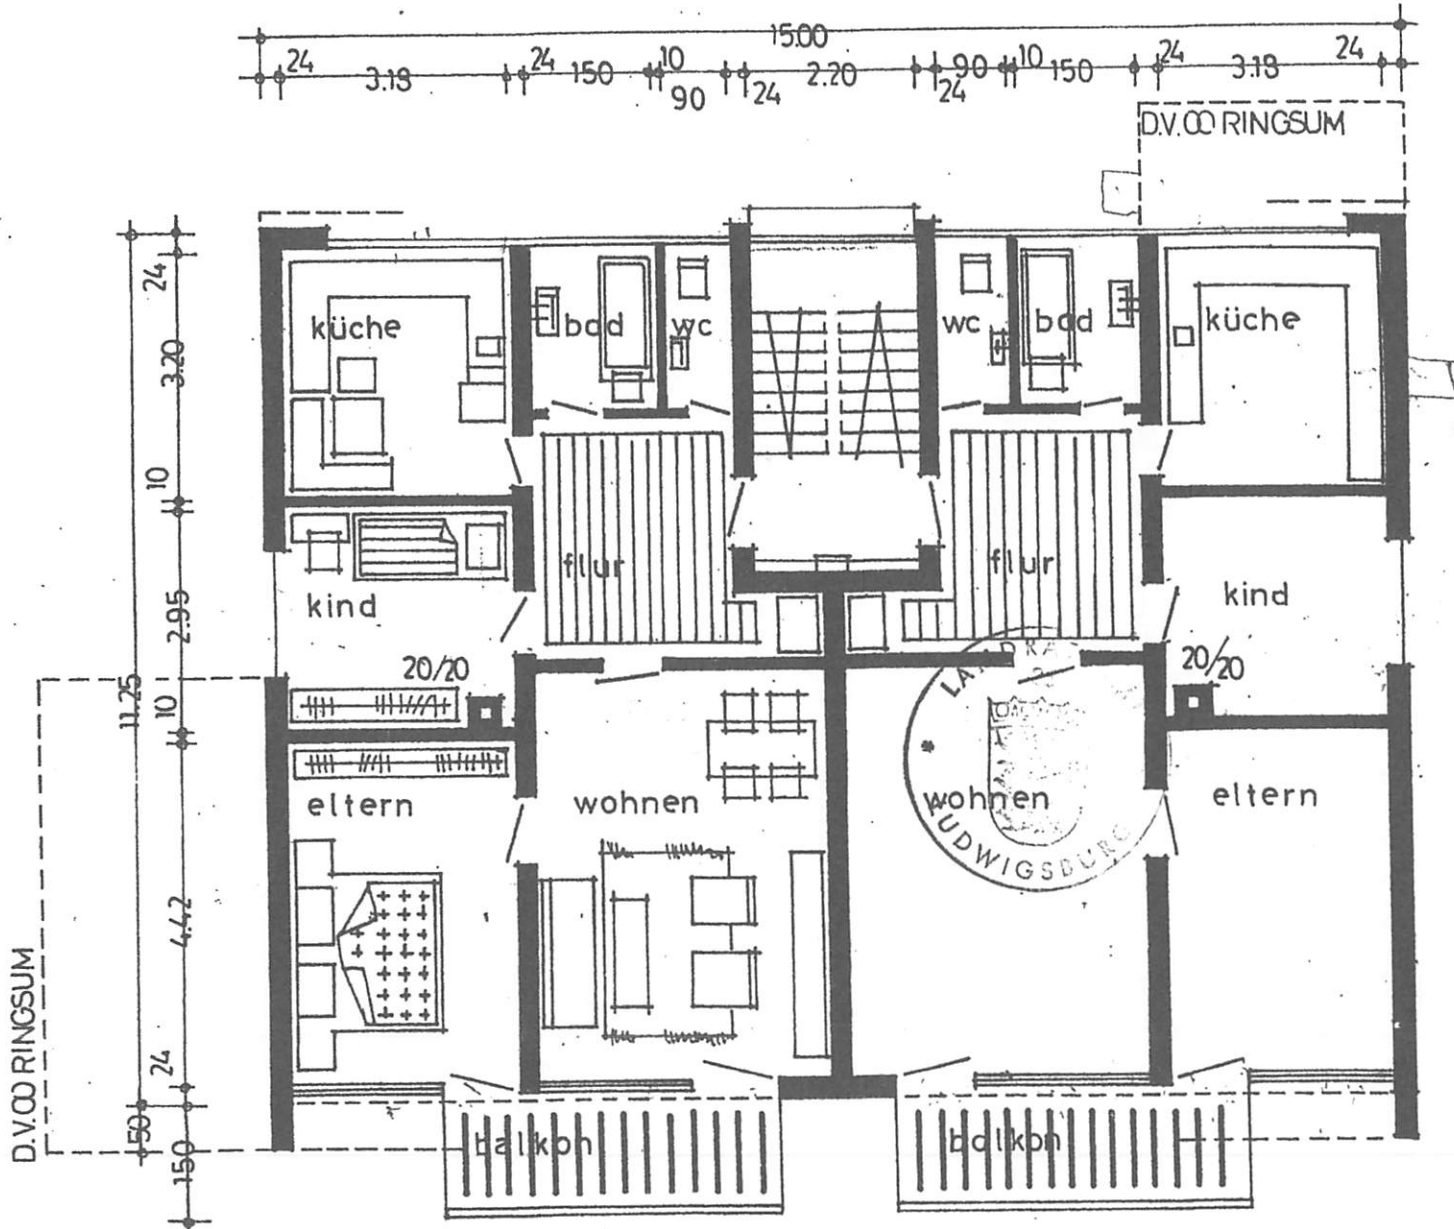 15.00
24 3.18 24 150 10 90 24 2.20 24 90 10 150 24 3.18 24
D.V.00 RINGSUM
küche bad wc wc bad küche
24
3.20
10
2.95
10
4.42
24
11.25
50
150
flur flur
kind kind
20/20 20/20
LANDRA
LUDWIGSBURG
eltern wohnen wohnen eltern
D.V.00 RINGSUM
balkon balkon